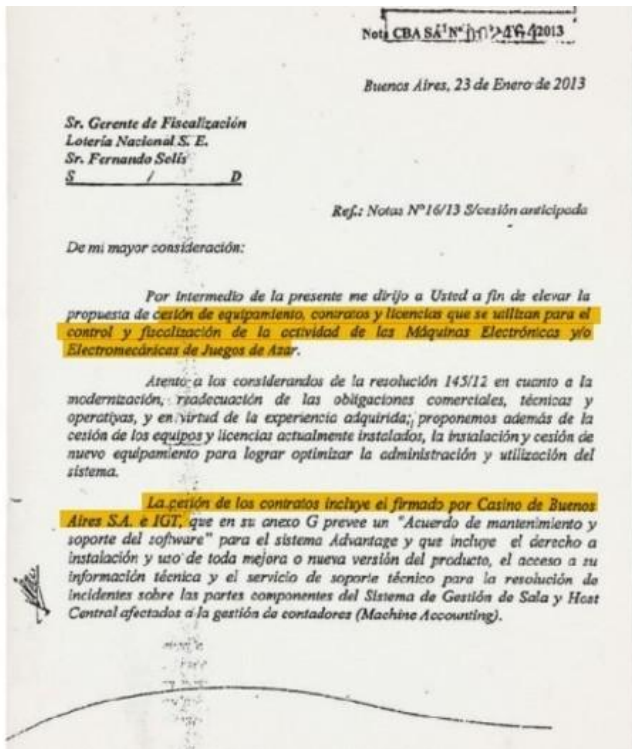 Nota CBA SA Nº 2013
Buenos Aires, 23 de Enero de 2013
Sr. Gerente de Fiscalización
Lotería Nacional S. E.
Sr. Fernando Solís
S / D
Ref.: Notas Nº16/13 S/cesión anticipada
De mi mayor consideración:
Por intermedio de la presente me dirijo a Usted a fin de elevar la
propuesta de cesión de equipamiento, contratos y licencias que se utilizan para el
control y fiscalización de la actividad de las Máquinas Electrónicas y/o
Electromecánicas de Juegos de Azar.
Atento a los considerandos de la resolución 145/12 en cuanto a la
modernización, readecuación de las obligaciones comerciales, técnicas y
operativas, y en virtud de la experiencia adquirida; proponemos además de la
cesión de los equipos y licencias actualmente instalados, la instalación y cesión de
nuevo equipamiento para lograr optimizar la administración y utilización del
sistema.
La cesión de los contratos incluye el firmado por Casino de Buenos
Aires S.A. e IGT, que en su anexo G prevee un "Acuerdo de mantenimiento y
soporte del software" para el sistema Advantage y que incluye el derecho a
instalación y uso de toda mejora o nueva versión del producto, el acceso a su
información técnica y el servicio de soporte técnico para la resolución de
incidentes sobre las partes componentes del Sistema de Gestión de Sala y Host
Central afectados a la gestión de contadores (Machine Accounting).